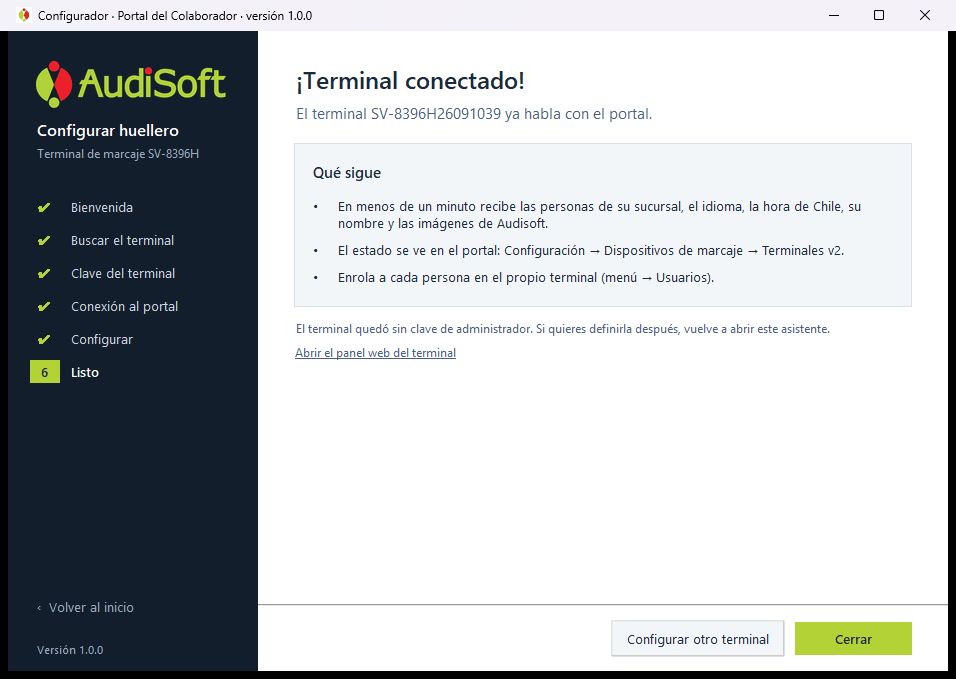 Configurador · Portal del Colaborador · versión 1.0.0
AudiSoft
Configurar huellero
Terminal de marcaje SV-8396H
✔ Bienvenida
✔ Buscar el terminal
✔ Clave del terminal
✔ Conexión al portal
✔ Configurar
6 Listo
‹ Volver al inicio
Versión 1.0.0
¡Terminal conectado!
El terminal SV-8396H26091039 ya habla con el portal.
Qué sigue
• En menos de un minuto recibe las personas de su sucursal, el idioma, la hora de Chile, su
nombre y las imágenes de Audisoft.
• El estado se ve en el portal: Configuración → Dispositivos de marcaje → Terminales v2.
• Enrola a cada persona en el propio terminal (menú → Usuarios).
El terminal quedó sin clave de administrador. Si quieres definirla después, vuelve a abrir este asistente.
Abrir el panel web del terminal
Configurar otro terminal
Cerrar